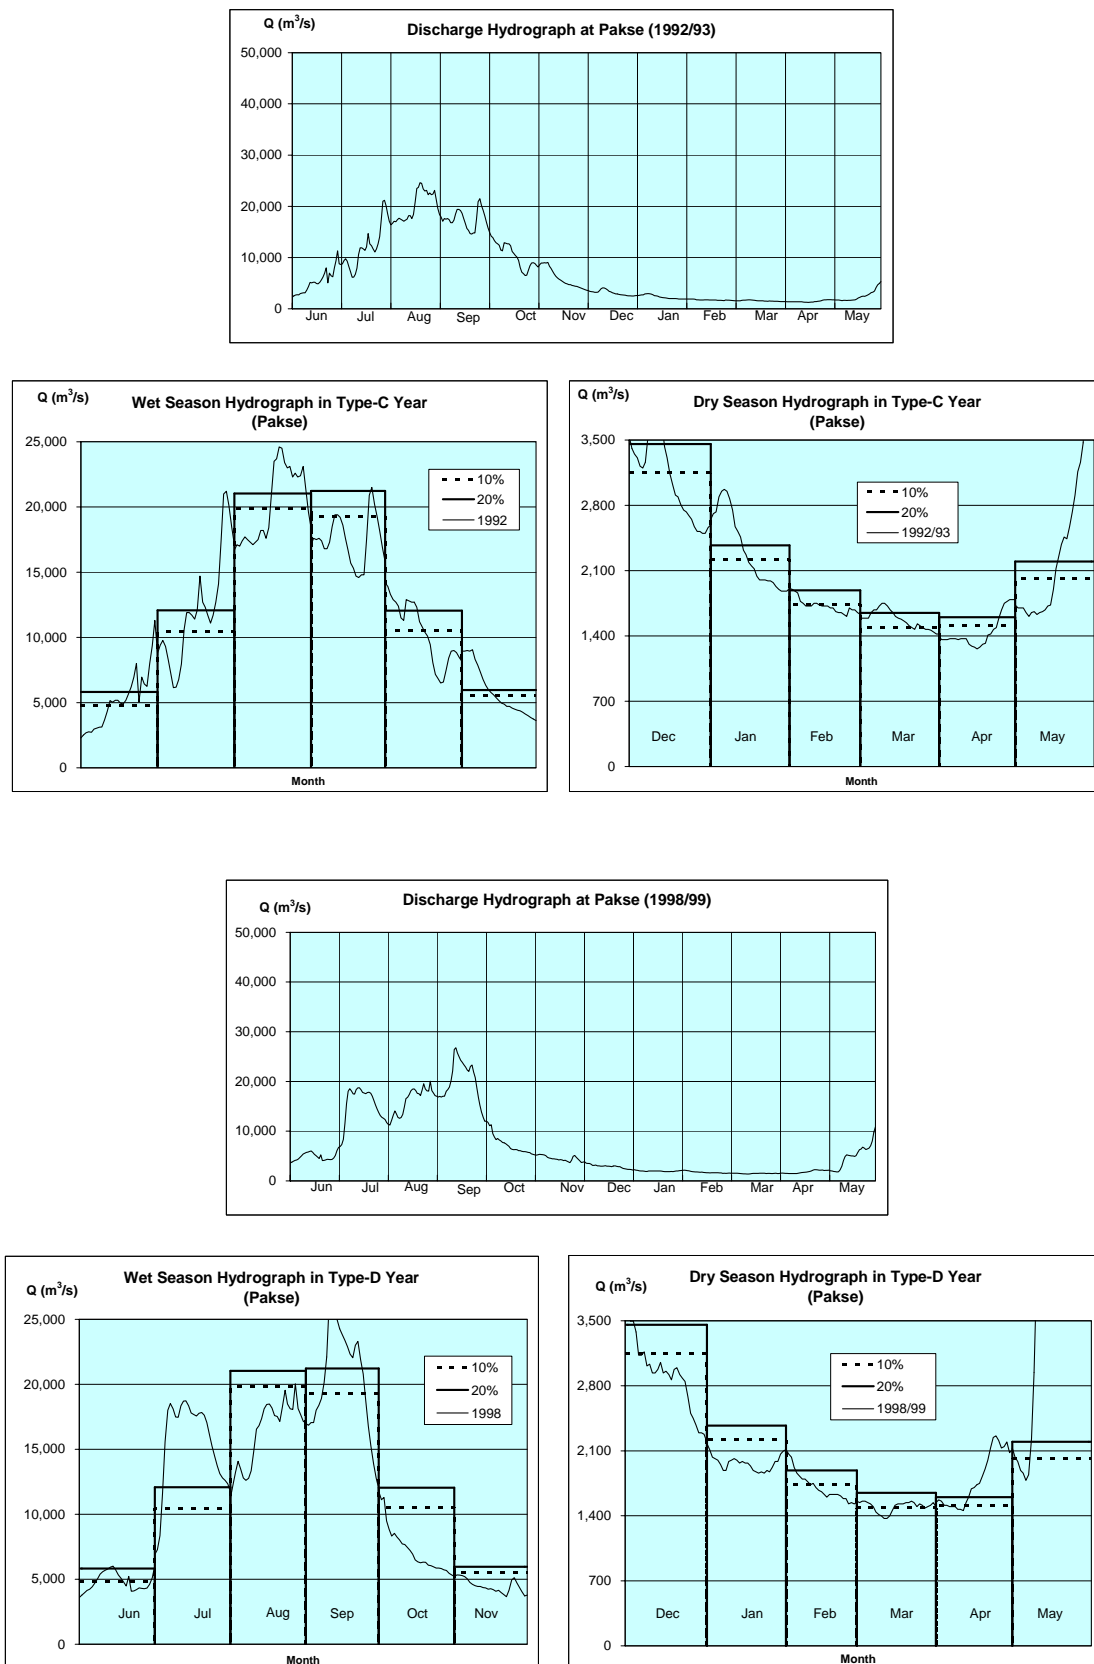 Q (m³/s)
Discharge Hydrograph at Pakse (1992/93)
50,000
40,000
30,000
20,000
10,000
0
Jun Jul Aug Sep Oct Nov Dec Jan Feb Mar Apr May
Q (m³/s)
Wet Season Hydrograph in Type-C Year
(Pakse)
25,000
20,000
15,000
10,000
5,000
0
10%
20%
1992
Month
Q (m³/s)
Dry Season Hydrograph in Type-C Year
(Pakse)
3,500
2,800
2,100
1,400
700
0
10%
20%
1992/93
Dec Jan Feb Mar Apr May
Month
Q (m³/s)
Discharge Hydrograph at Pakse (1998/99)
50,000
40,000
30,000
20,000
10,000
0
Jun Jul Aug Sep Oct Nov Dec Jan Feb Mar Apr May
Q (m³/s)
Wet Season Hydrograph in Type-D Year
(Pakse)
25,000
20,000
15,000
10,000
5,000
0
10%
20%
1998
Jun Jul Aug Sep Oct Nov
Month
Q (m³/s)
Dry Season Hydrograph in Type-D Year
(Pakse)
3,500
2,800
2,100
1,400
700
0
10%
20%
1998/99
Dec Jan Feb Mar Apr May
Month